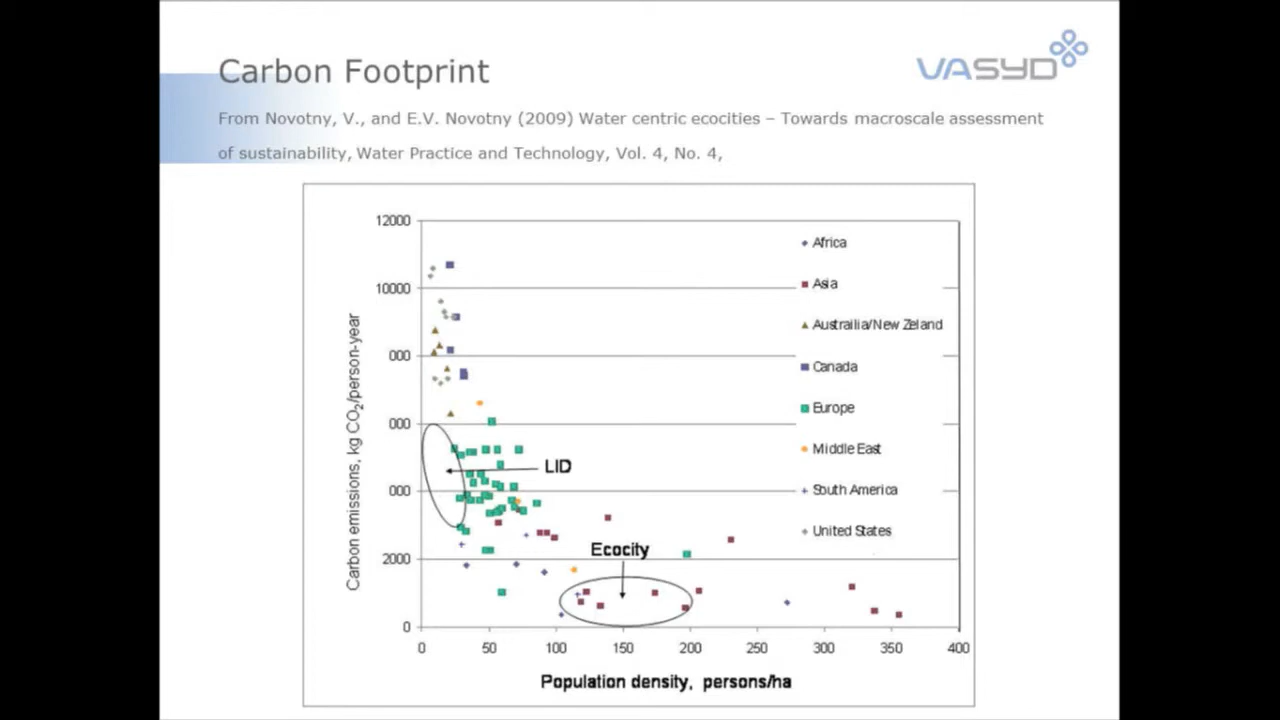 Carbon Footprint
VASYD
From Novotny, V., and E.V. Novotny (2009) Water centric ecocities – Towards macroscale assessment
of sustainability, Water Practice and Technology, Vol. 4, No. 4,
12000
10000
000
000
000
2000
0
Carbon emissions, kg CO2/person-year
Africa
Asia
Austrailia/New Zeland
Canada
Europe
Middle East
South America
United States
LID
Ecocity
0 50 100 150 200 250 300 350 400
Population density, persons/ha